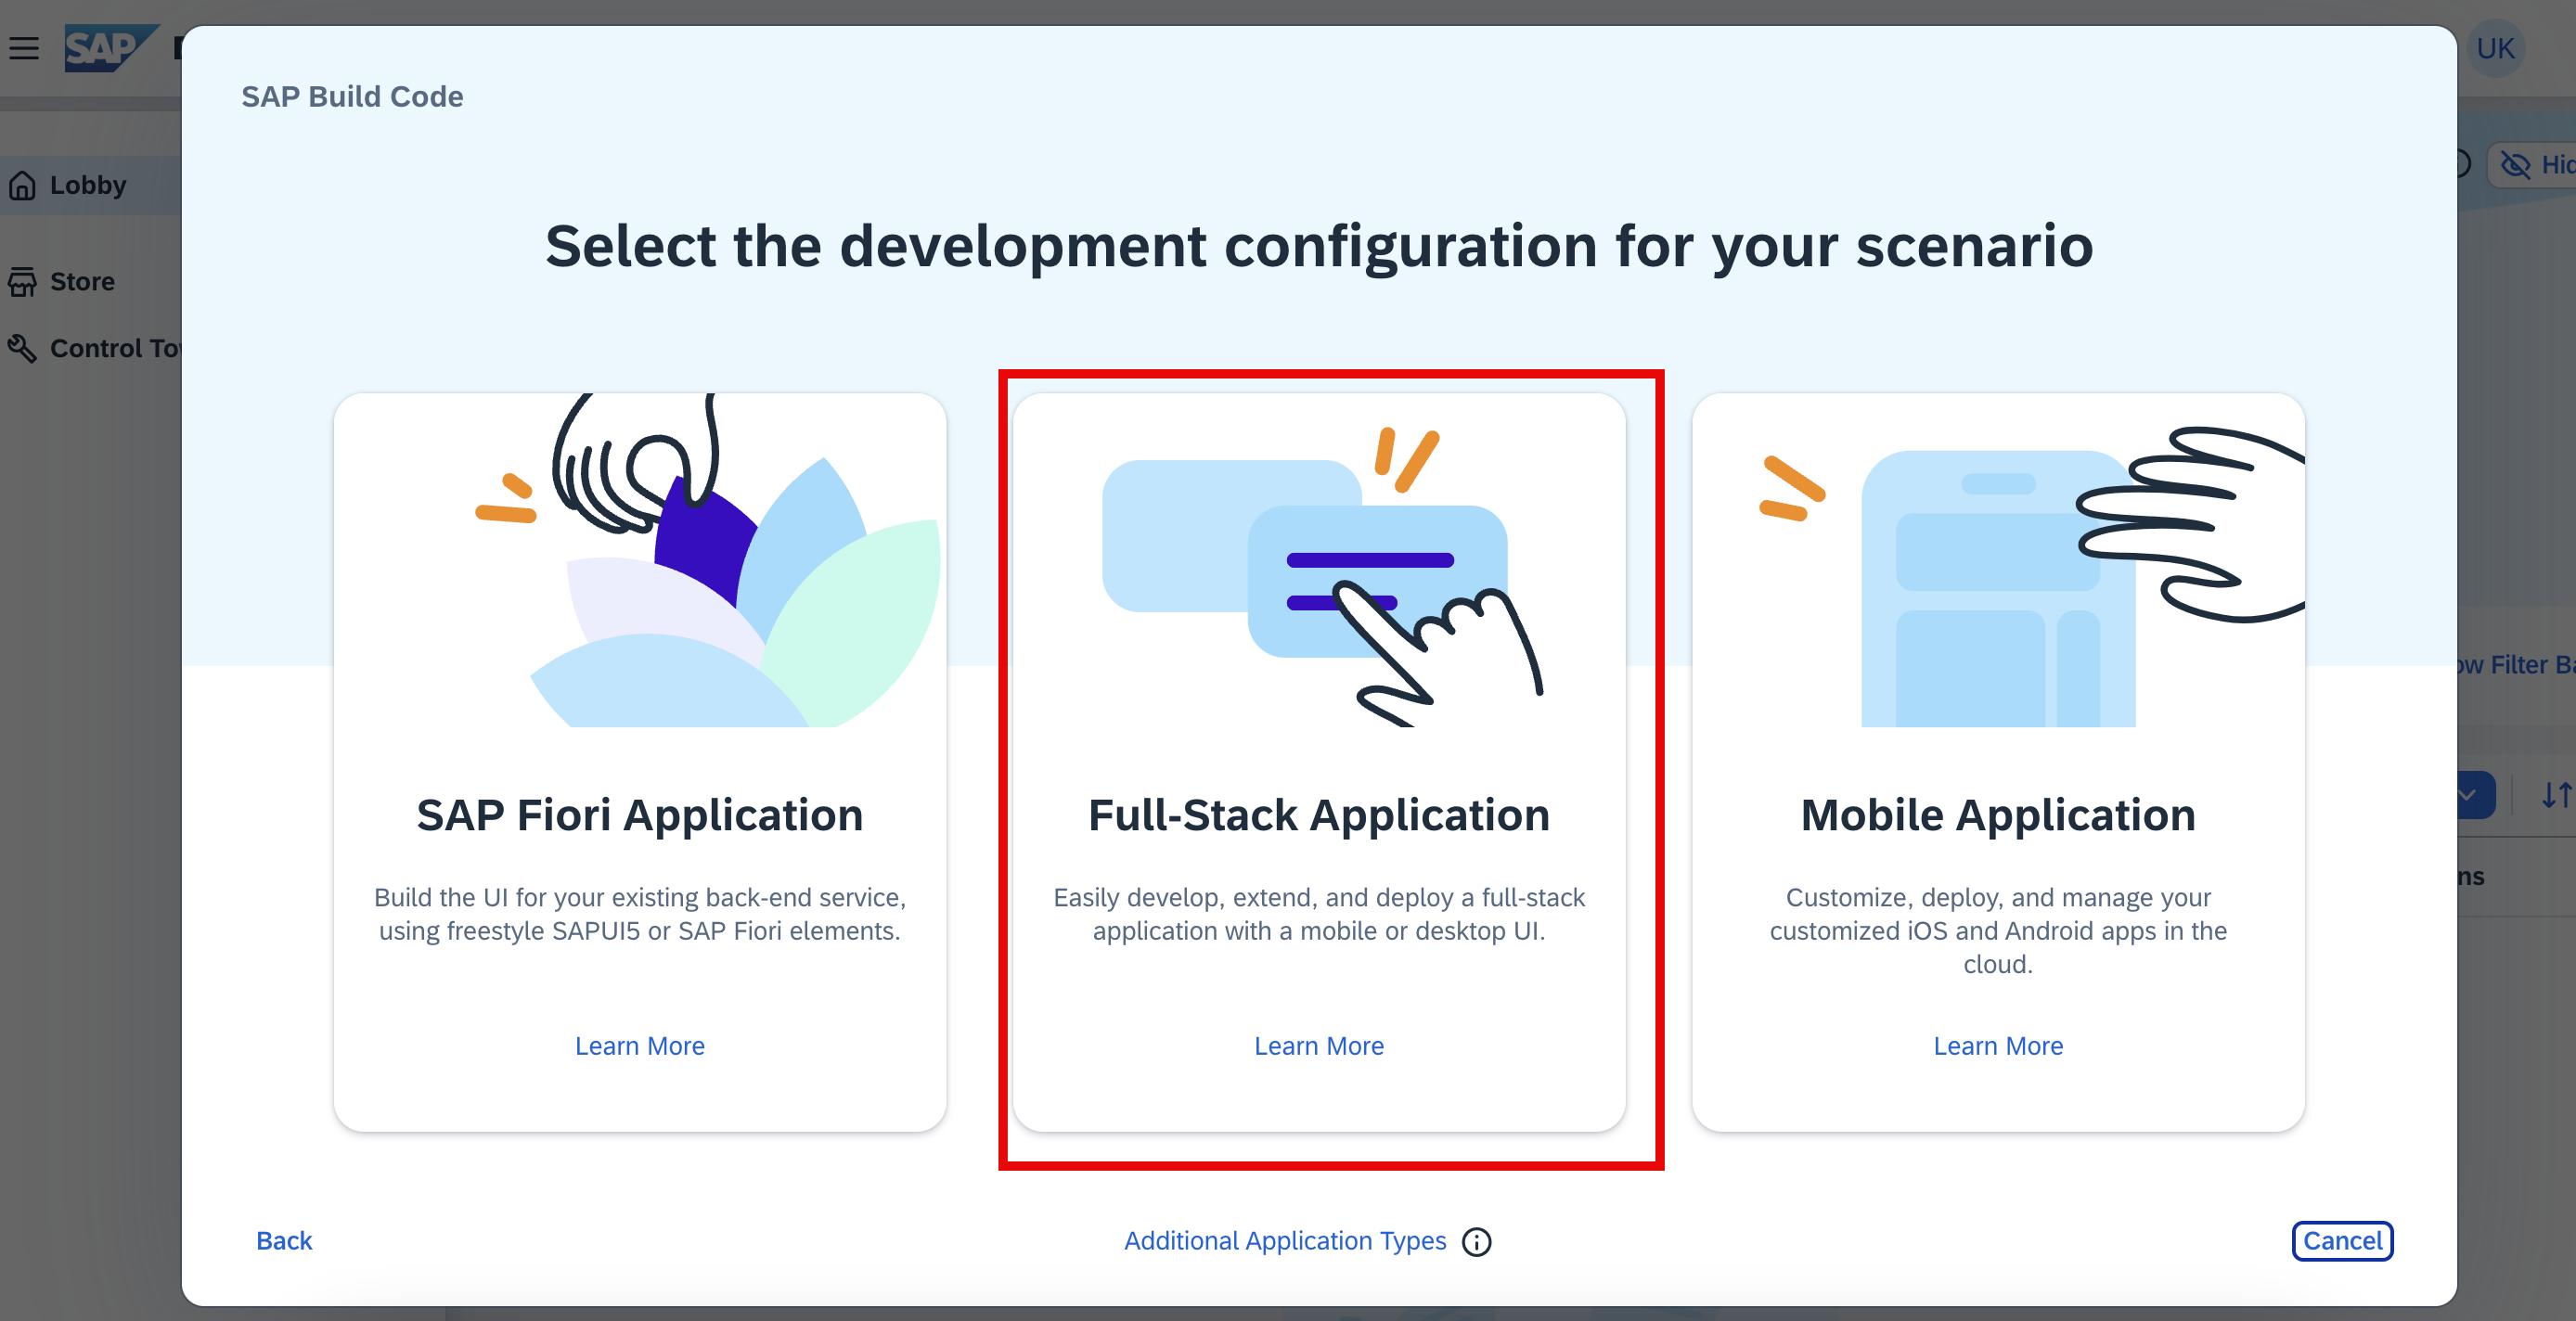 SAP
UK
SAP Build Code
Lobby
Store
Control To
Select the development configuration for your scenario
SAP Fiori Application
Build the UI for your existing back-end service,
using freestyle SAPUI5 or SAP Fiori elements.
Learn More
Full-Stack Application
Easily develop, extend, and deploy a full-stack
application with a mobile or desktop UI.
Learn More
Mobile Application
Customize, deploy, and manage your
customized iOS and Android apps in the
cloud.
Learn More
Hid
ow Filter Ba
ns
Back
Additional Application Types
Cancel